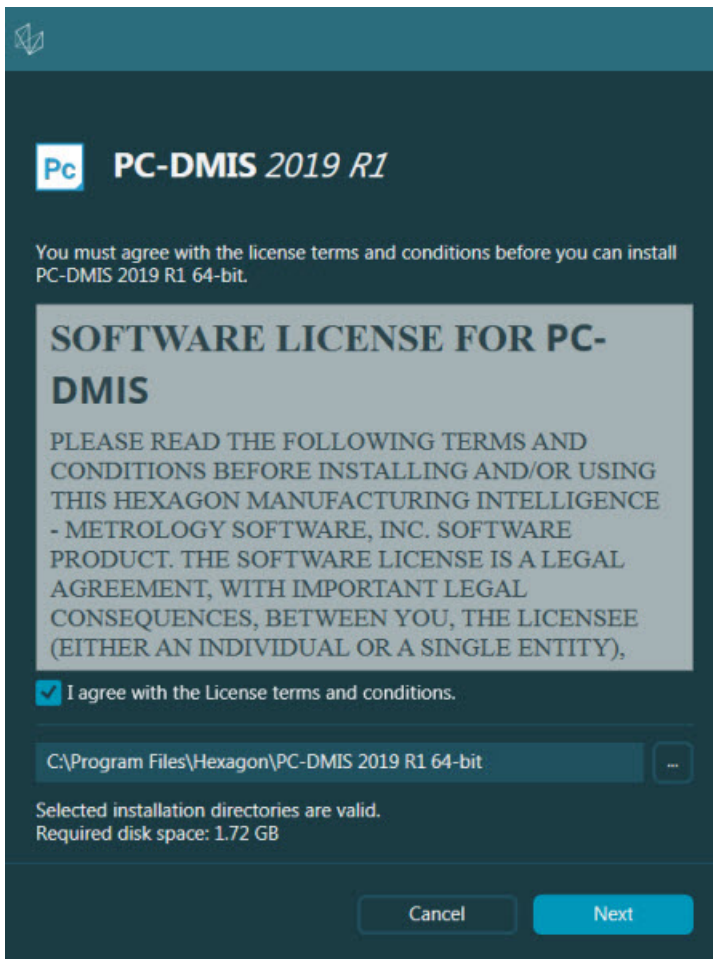 Pc
PC-DMIS 2019 R1
You must agree with the license terms and conditions before you can install
PC-DMIS 2019 R1 64-bit.
SOFTWARE LICENSE FOR PC-
DMIS
PLEASE READ THE FOLLOWING TERMS AND
CONDITIONS BEFORE INSTALLING AND/OR USING
THIS HEXAGON MANUFACTURING INTELLIGENCE
- METROLOGY SOFTWARE, INC. SOFTWARE
PRODUCT. THE SOFTWARE LICENSE IS A LEGAL
AGREEMENT, WITH IMPORTANT LEGAL
CONSEQUENCES, BETWEEN YOU, THE LICENSEE
(EITHER AN INDIVIDUAL OR A SINGLE ENTITY),
I agree with the License terms and conditions.
C:\Program Files\Hexagon\PC-DMIS 2019 R1 64-bit
...
Selected installation directories are valid.
Required disk space: 1.72 GB
Cancel
Next